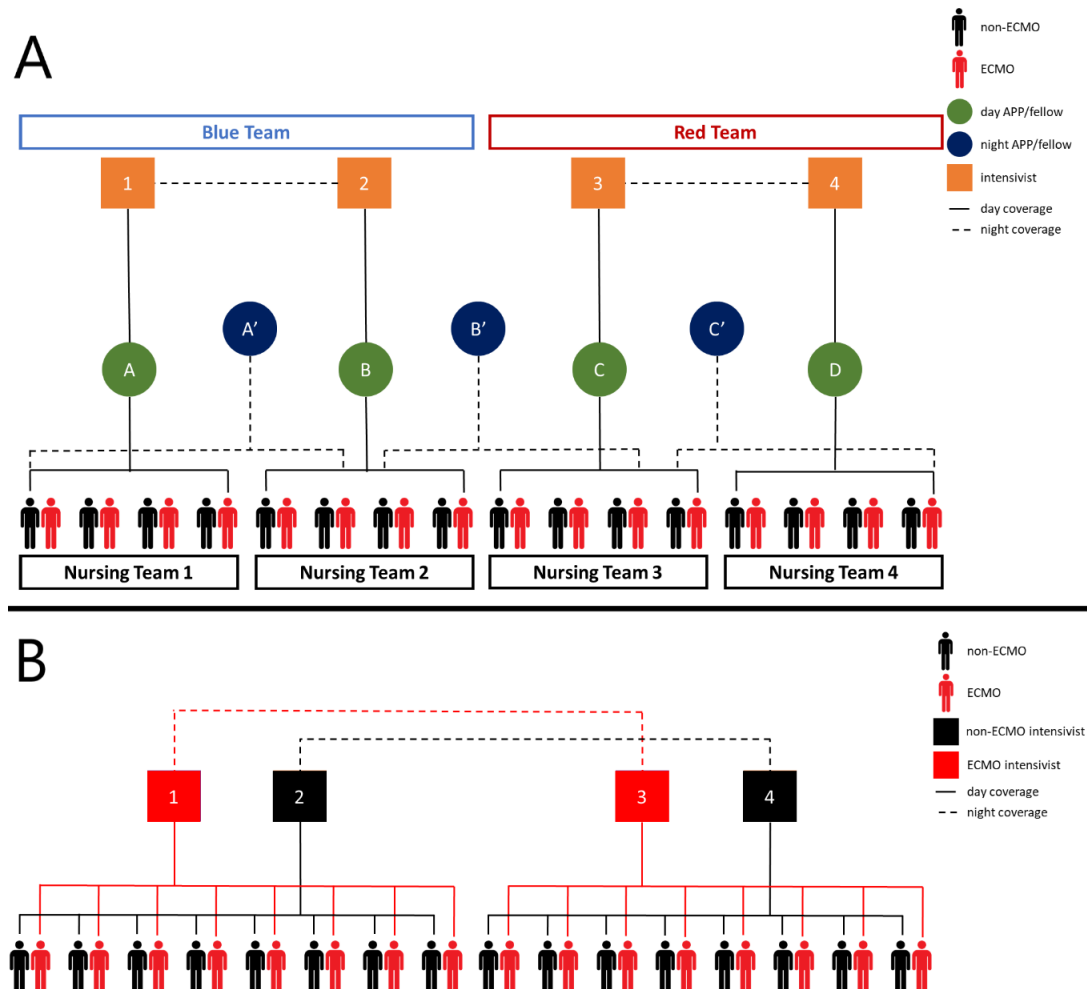 A
non-ECMO
ECMO
day APP/fellow
night APP/fellow
intensivist
day coverage
night coverage
Blue Team
Red Team
1
2
3
4
A’
B’
C’
A
B
C
D
Nursing Team 1
Nursing Team 2
Nursing Team 3
Nursing Team 4
B
non-ECMO
ECMO
non-ECMO intensivist
ECMO intensivist
day coverage
night coverage
1
2
3
4